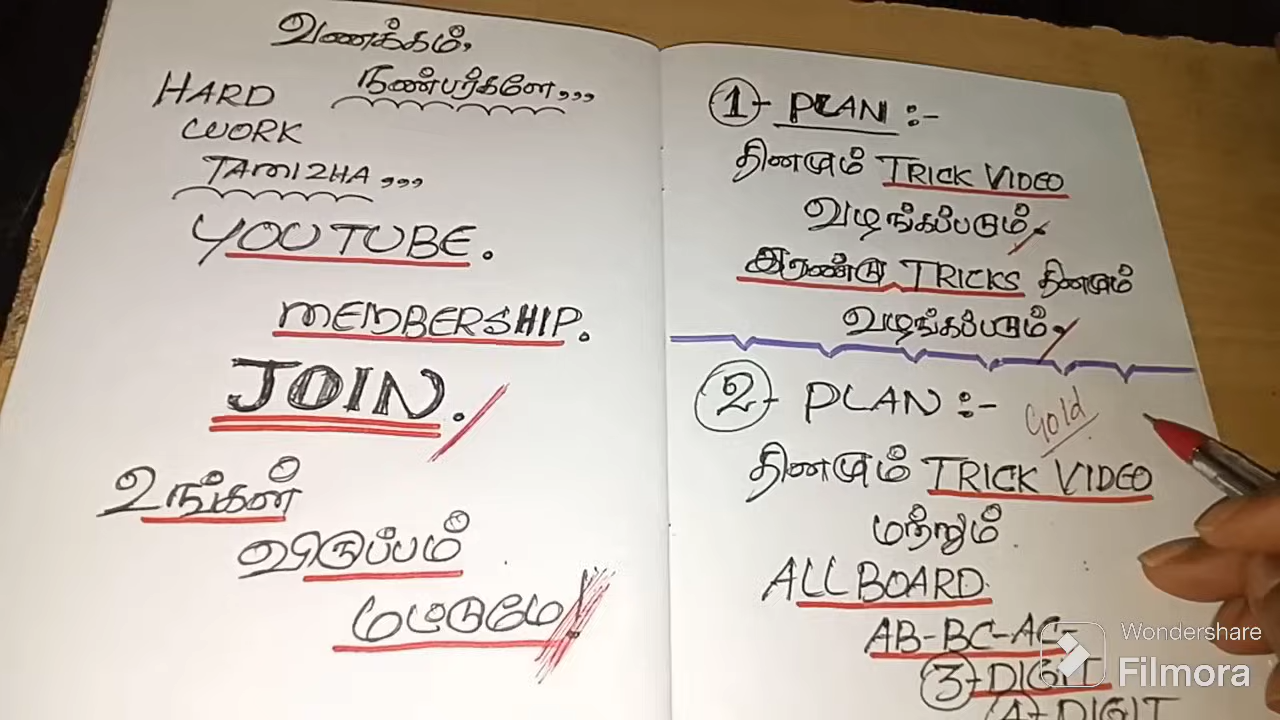 வணக்கம்,
நண்பர்களே,,,
HARD
WORK
TAMIZHA,,,
YOUTUBE.
MEMBERSHIP.
JOIN.
உங்கள்
விருப்பம்
மட்டுமே!
1- PLAN :-
தினமும் TRICK VIDEO
வழங்கப்படும்.
இரண்டு TRICKS தினமும்
வழங்கப்படும்.
2- PLAN :- Gold
தினமும் TRICK VIDEO
மற்றும்
ALL BOARD.
AB-BC-AC-
3-DIGIT
4-DIGIT
Wondershare
Filmora